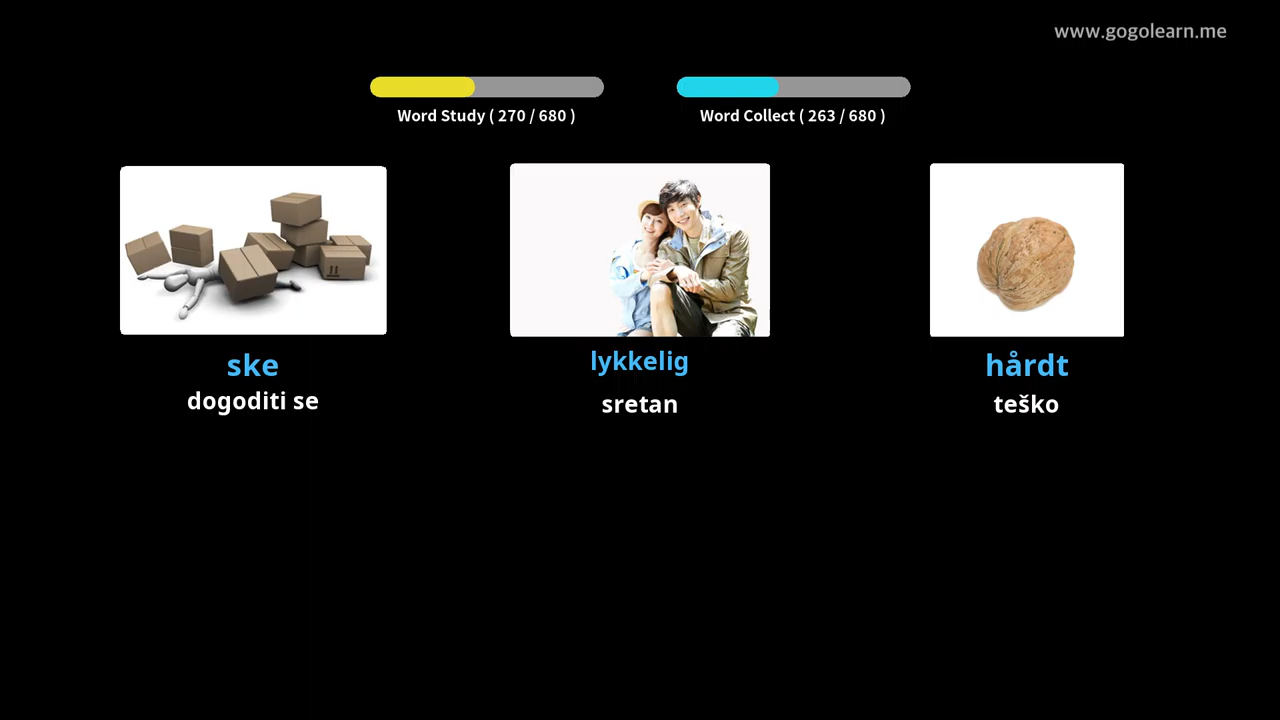 www.gogolearn.me
Word Study ( 270 / 680 )
Word Collect ( 263 / 680 )
ske
lykkelig
hårdt
dogoditi se
sretan
teško